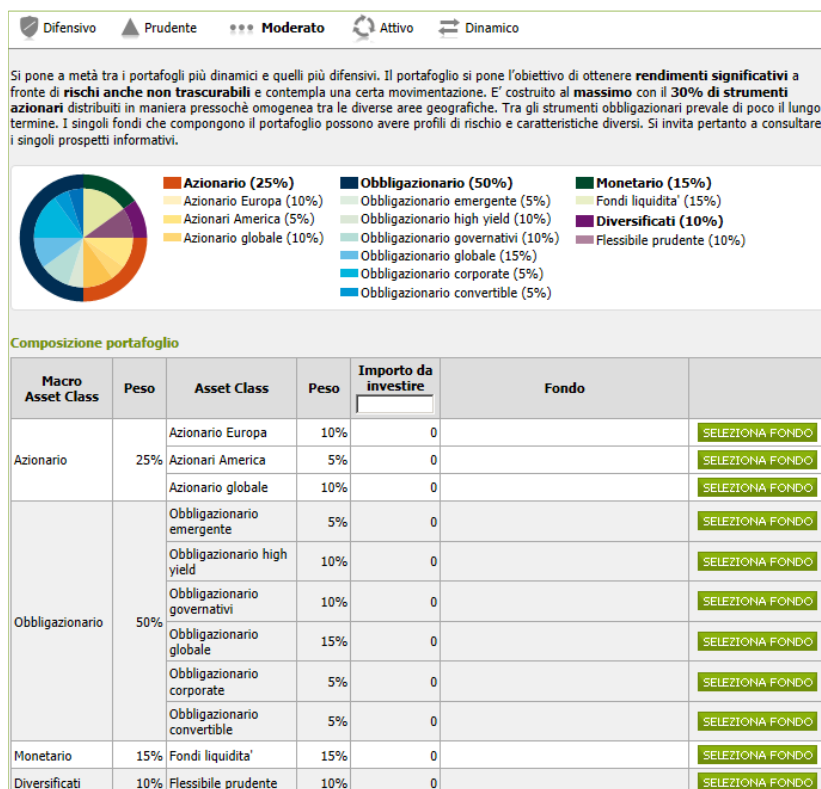 Difensivo Prudente Moderato Attivo Dinamico
Si pone a metà tra i portafogli più dinamici e quelli più difensivi. Il portafoglio si pone l'obiettivo di ottenere rendimenti significativi a
fronte di rischi anche non trascurabili e contempla una certa movimentazione. E' costruito al massimo con il 30% di strumenti
azionari distribuiti in maniera pressochè omogenea tra le diverse aree geografiche. Tra gli strumenti obbligazionari prevale di poco il lungo
termine. I singoli fondi che compongono il portafoglio possono avere profili di rischio e caratteristiche diversi. Si invita pertanto a consultare
i singoli prospetti informativi.
Azionario (25%)
Azionario Europa (10%)
Azionari America (5%)
Azionario globale (10%)
Obbligazionario (50%)
Obbligazionario emergente (5%)
Obbligazionario high yield (10%)
Obbligazionario governativi (10%)
Obbligazionario globale (15%)
Obbligazionario corporate (5%)
Obbligazionario convertible (5%)
Monetario (15%)
Fondi liquidita' (15%)
Diversificati (10%)
Flessibile prudente (10%)
Composizione portafoglio
Macro Asset Class Peso Asset Class Peso Importo da investire Fondo
Azionario 25% Azionario Europa 10% 0 SELEZIONA FONDO
Azionari America 5% 0 SELEZIONA FONDO
Azionario globale 10% 0 SELEZIONA FONDO
Obbligazionario 50% Obbligazionario emergente 5% 0 SELEZIONA FONDO
Obbligazionario high yield 10% 0 SELEZIONA FONDO
Obbligazionario governativi 10% 0 SELEZIONA FONDO
Obbligazionario globale 15% 0 SELEZIONA FONDO
Obbligazionario corporate 5% 0 SELEZIONA FONDO
Obbligazionario convertible 5% 0 SELEZIONA FONDO
Monetario 15% Fondi liquidita' 15% 0 SELEZIONA FONDO
Diversificati 10% Flessibile prudente 10% 0 SELEZIONA FONDO